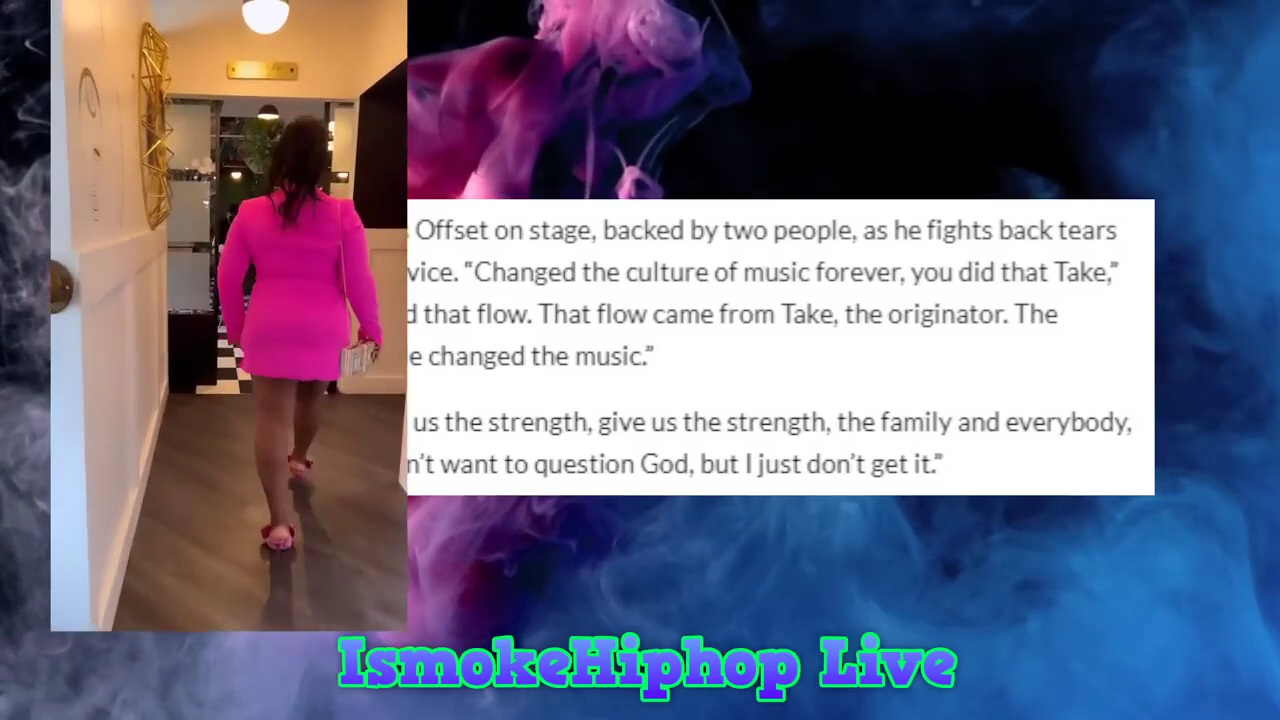 Offset on stage, backed by two people, as he fights back tears
vice. “Changed the culture of music forever, you did that Take,”
d that flow. That flow came from Take, the originator. The
e changed the music.”
us the strength, give us the strength, the family and everybody,
n’t want to question God, but I just don’t get it.”
IsmokeHiphop Live